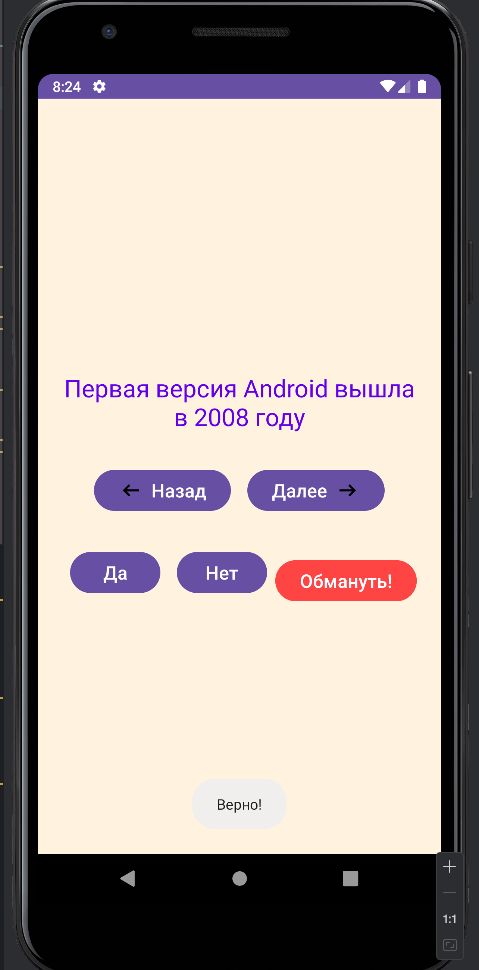 8:24
Первая версия Android вышла
в 2008 году
Назад Далее
Да Нет Обмануть!
Верно!
1:1